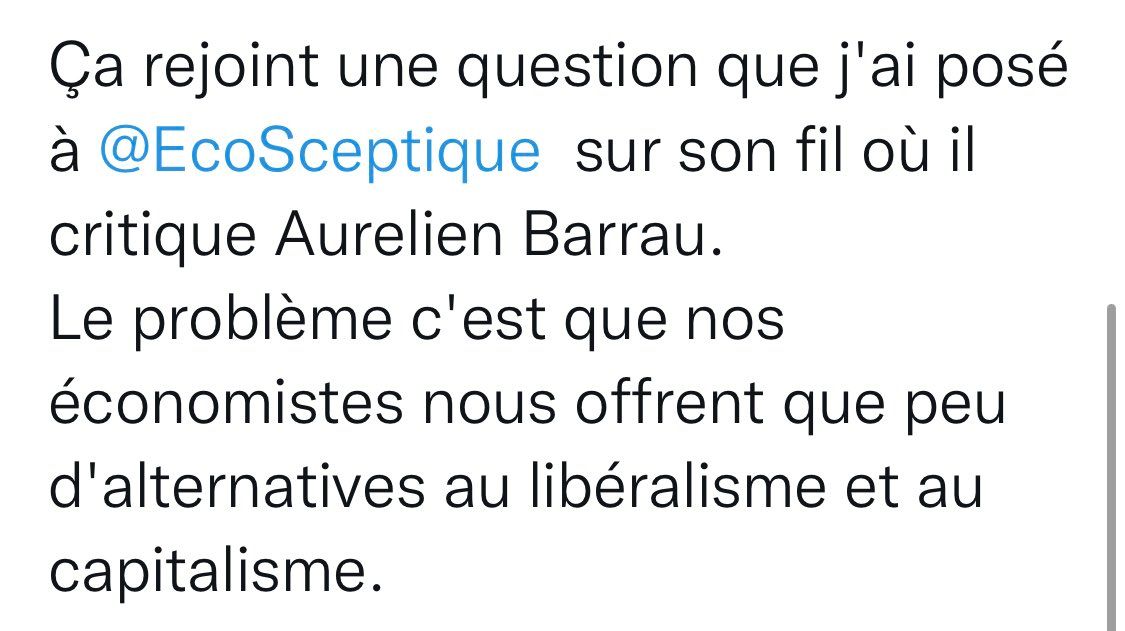 Ça rejoint une question que j'ai posé
à @EcoSceptique sur son fil où il
critique Aurelien Barrau.
Le problème c'est que nos
économistes nous offrent que peu
d'alternatives au libéralisme et au
capitalisme.